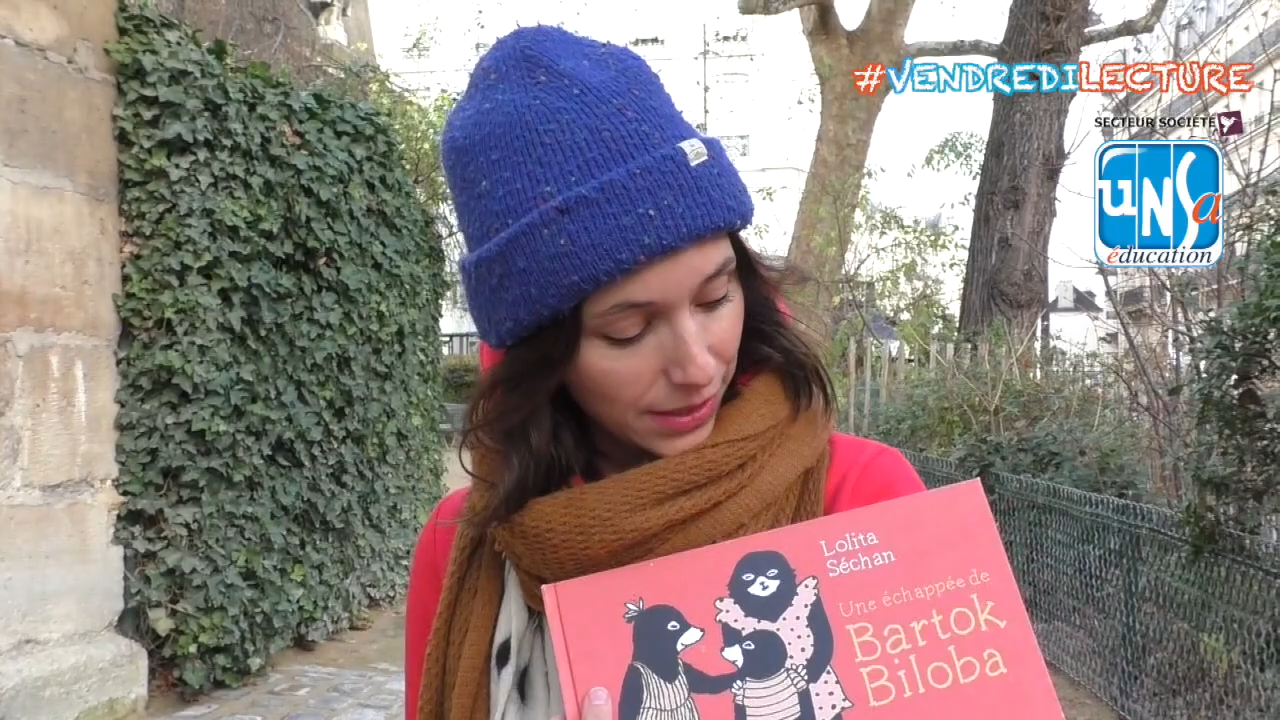 #VENDREDILECTURE
SECTEUR SOCIÉTÉ
UNSa
éducation
Lolita
Séchan
Une échappée de
Bartok
Biloba